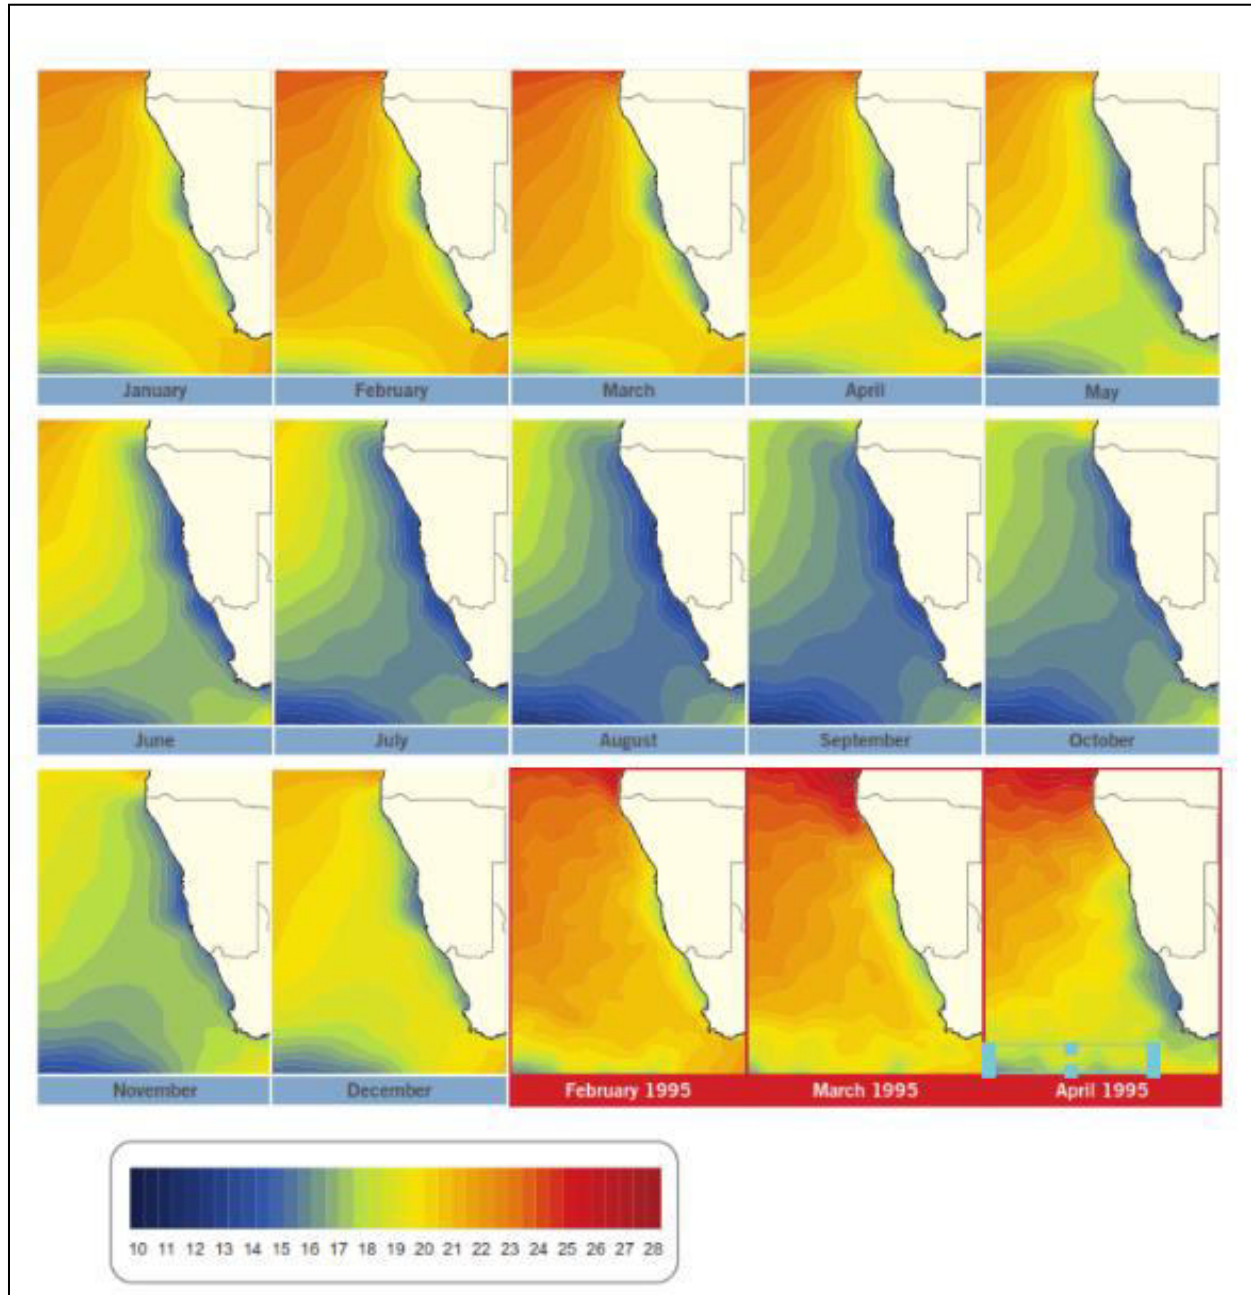 January February March April May
June July August September October
November December February 1995 March 1995 April 1995
10 11 12 13 14 15 16 17 18 19 20 21 22 23 24 25 26 27 28